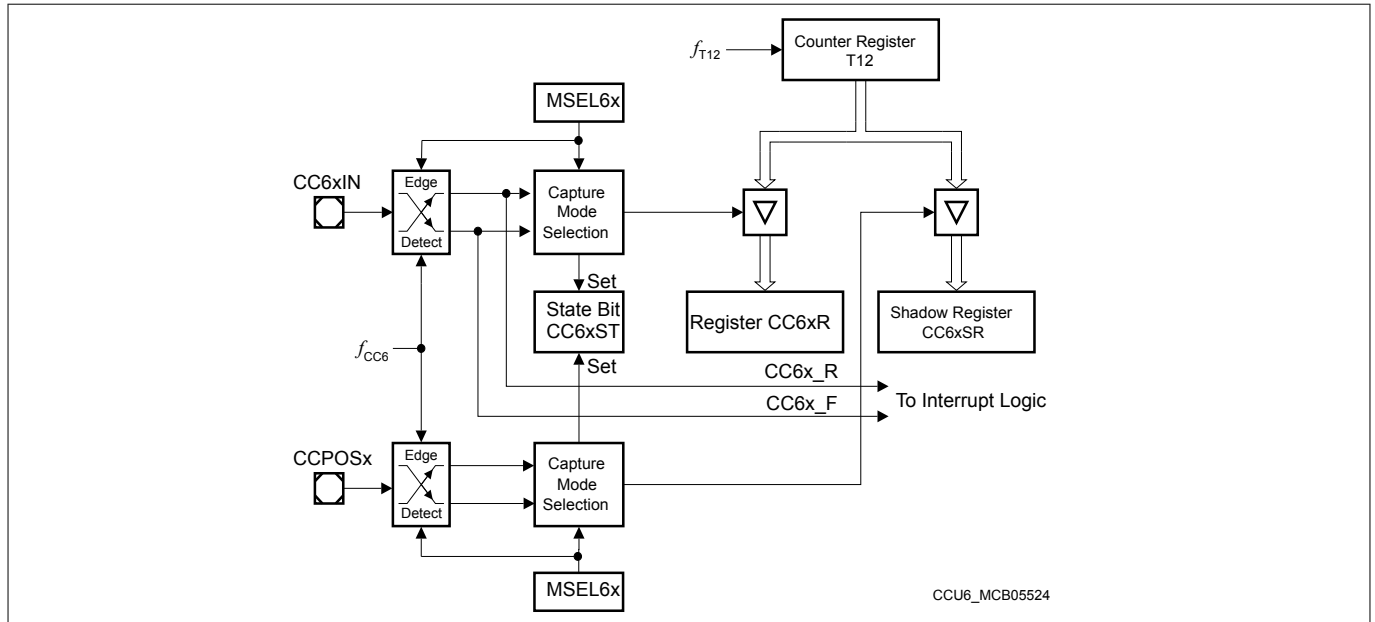 Counter Register
T12
fT12
MSEL6x
CC6xIN
Edge
Detect
Capture
Mode
Selection
Set
State Bit
CC6xST
Register CC6xR
Shadow Register
CC6xSR
fCC6
Set
CC6x_R
CC6x_F
To Interrupt Logic
CCPOSx
Edge
Detect
Capture
Mode
Selection
MSEL6x
CCU6_MCB05524